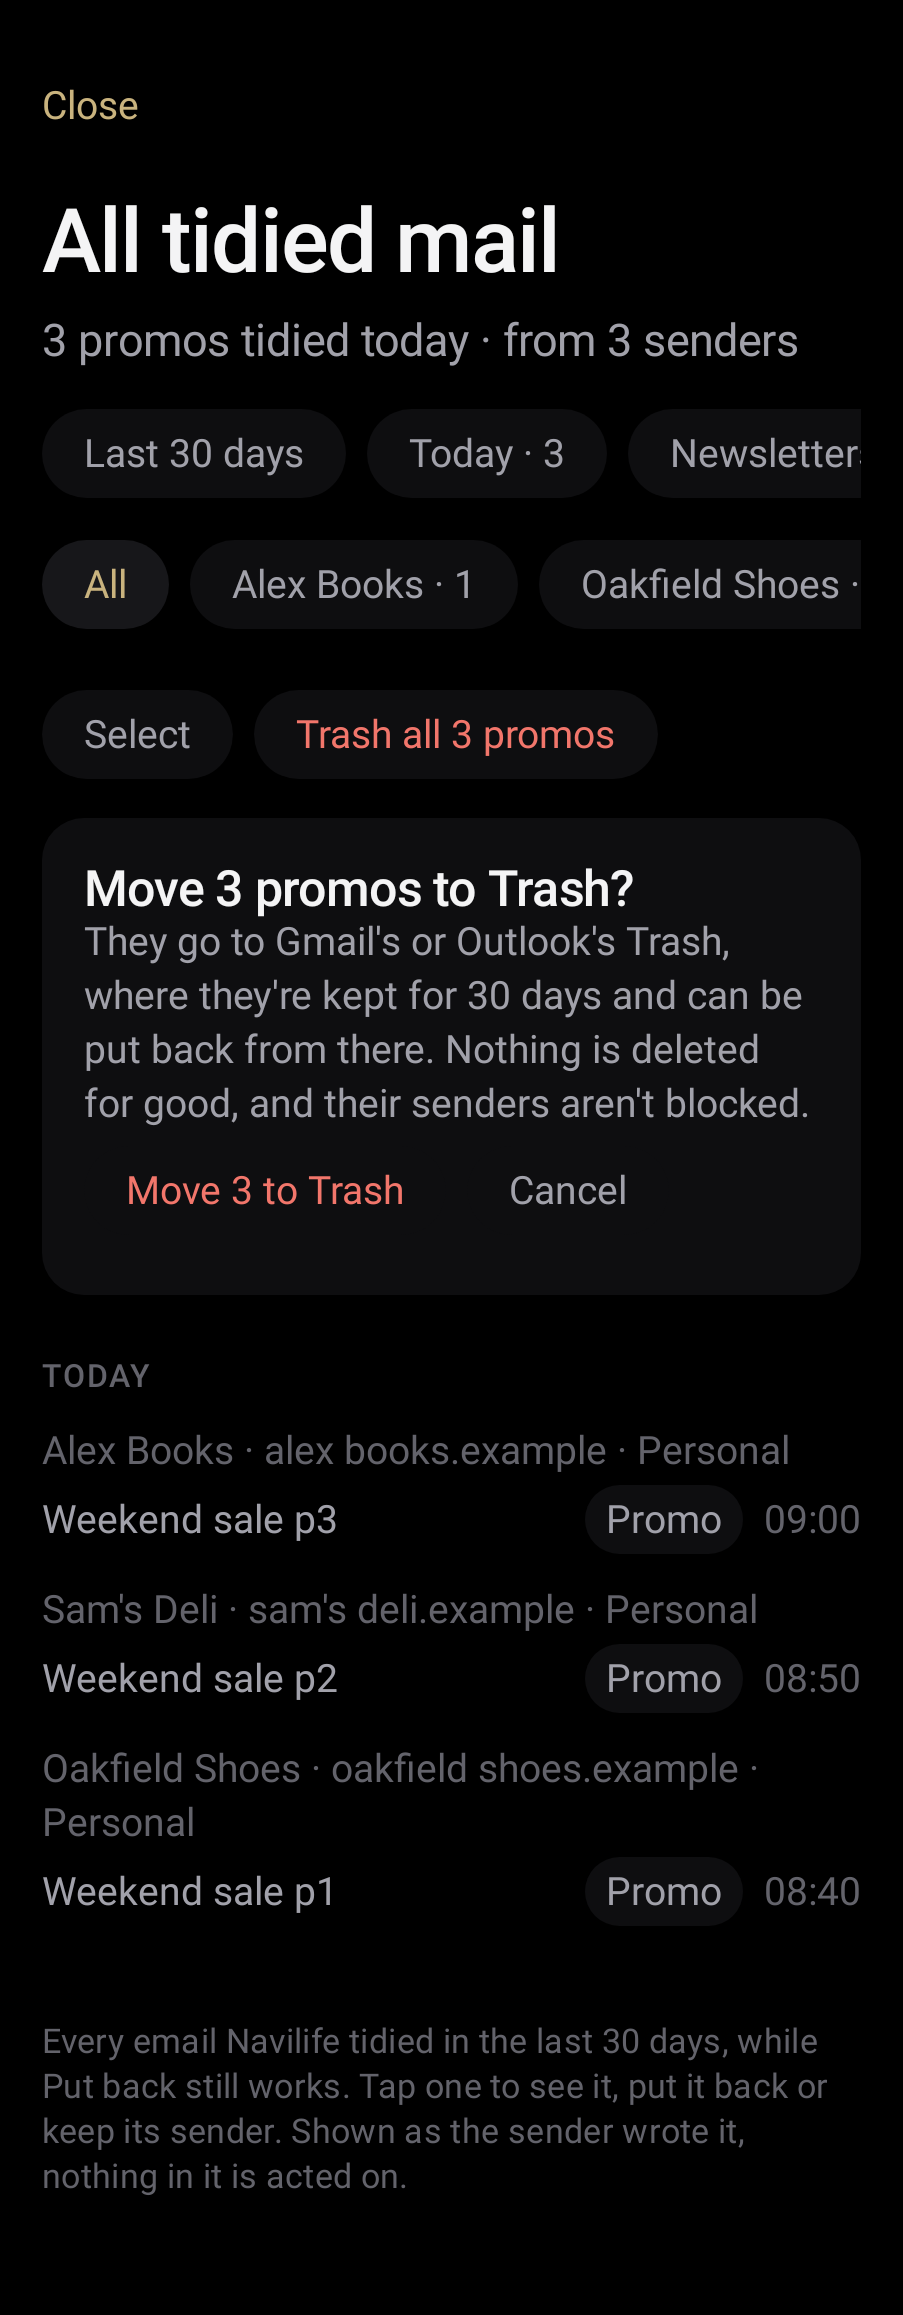 Close
All tidied mail
3 promos tidied today · from 3 senders
Last 30 days
Today · 3
Newsletters
All
Alex Books · 1
Oakfield Shoes ·
Select
Trash all 3 promos
Move 3 promos to Trash?
They go to Gmail's or Outlook's Trash,
where they're kept for 30 days and can be
put back from there. Nothing is deleted
for good, and their senders aren't blocked.
Move 3 to Trash
Cancel
TODAY
Alex Books · alex books.example · Personal
Weekend sale p3
Promo
09:00
Sam's Deli · sam's deli.example · Personal
Weekend sale p2
Promo
08:50
Oakfield Shoes · oakfield shoes.example ·
Personal
Weekend sale p1
Promo
08:40
Every email Navilife tidied in the last 30 days, while
Put back still works. Tap one to see it, put it back or
keep its sender. Shown as the sender wrote it,
nothing in it is acted on.